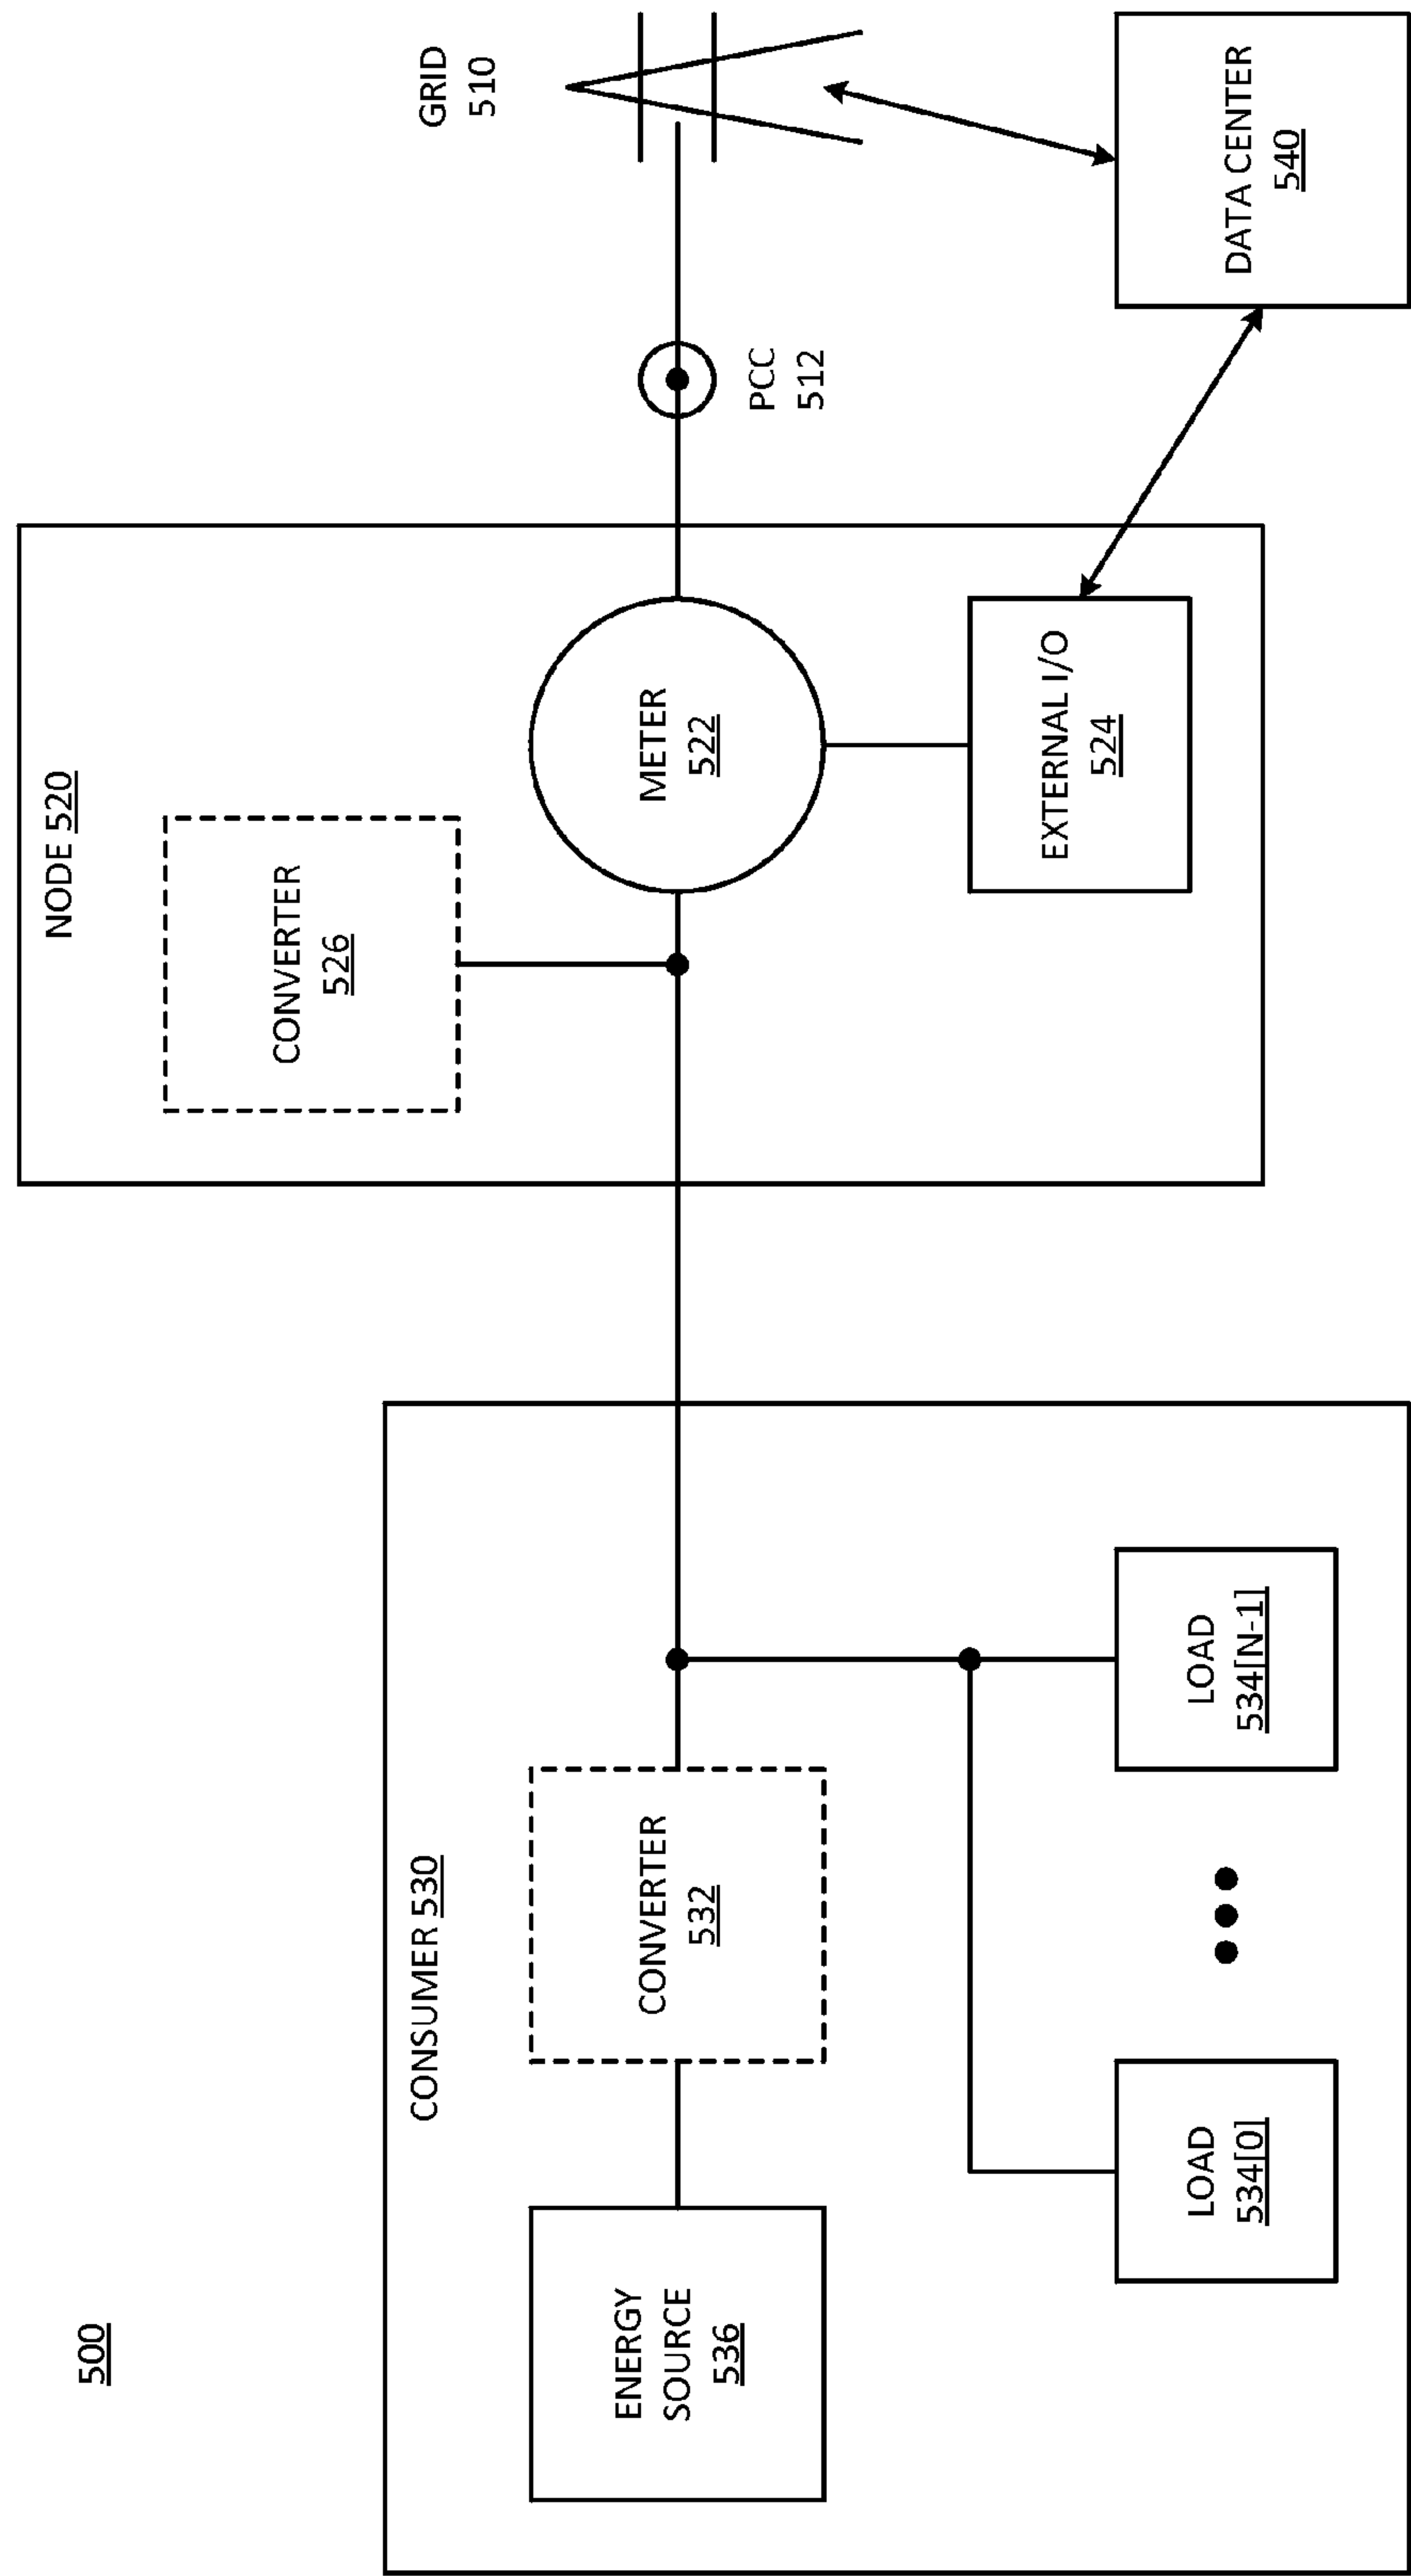 500
CONSUMER 530
ENERGY
SOURCE
536
CONVERTER
532
LOAD
534[0]
LOAD
534[N-1]
NODE 520
CONVERTER
526
METER
522
EXTERNAL I/O
524
PCC
512
GRID
510
DATA CENTER
540